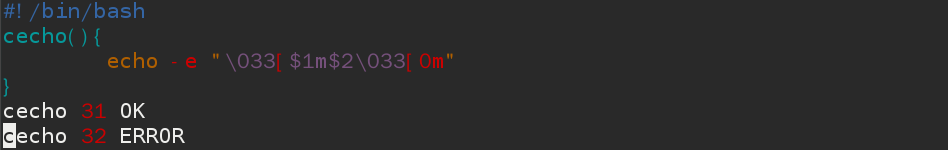 #!/bin/bash
cecho(){
        echo -e "\033[$1m$2\033[0m"
}
cecho 31 OK
cecho 32 ERROR